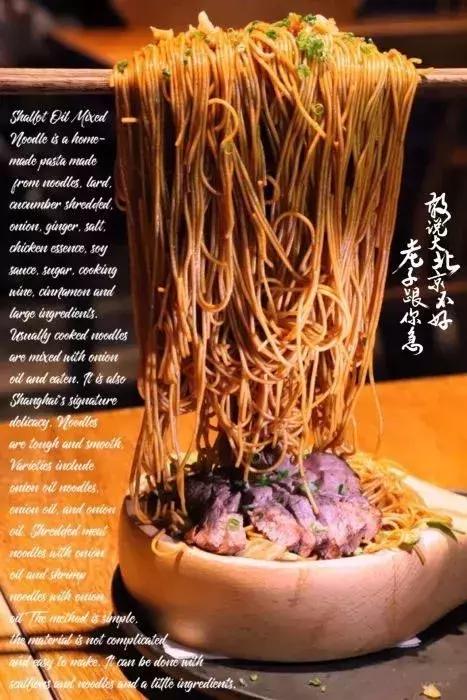 Shallot Oil Mixed
Noodle is a home-
made pasta made
from noodles, lard,
cucumber shredded,
onion, ginger, salt,
chicken essence, soy
sauce, sugar, cooking
wine, cinnamon and
large ingredients.
Usually cooked noodles
are mixed with onion
oil and eaten. It is also
Shanghai's signature
delicacy. Noodles
are tough and smooth.
Varieties include
onion oil noodles,
onion oil, and onion
oil. Shredded meat
noodles with onion
oil and shrimp
noodles with onion
oil The method is simple,
the material is not complicated
and easy to make. It can be done with
scallions and noodles and a little ingredients.
敢说大北京不好
老子跟你急